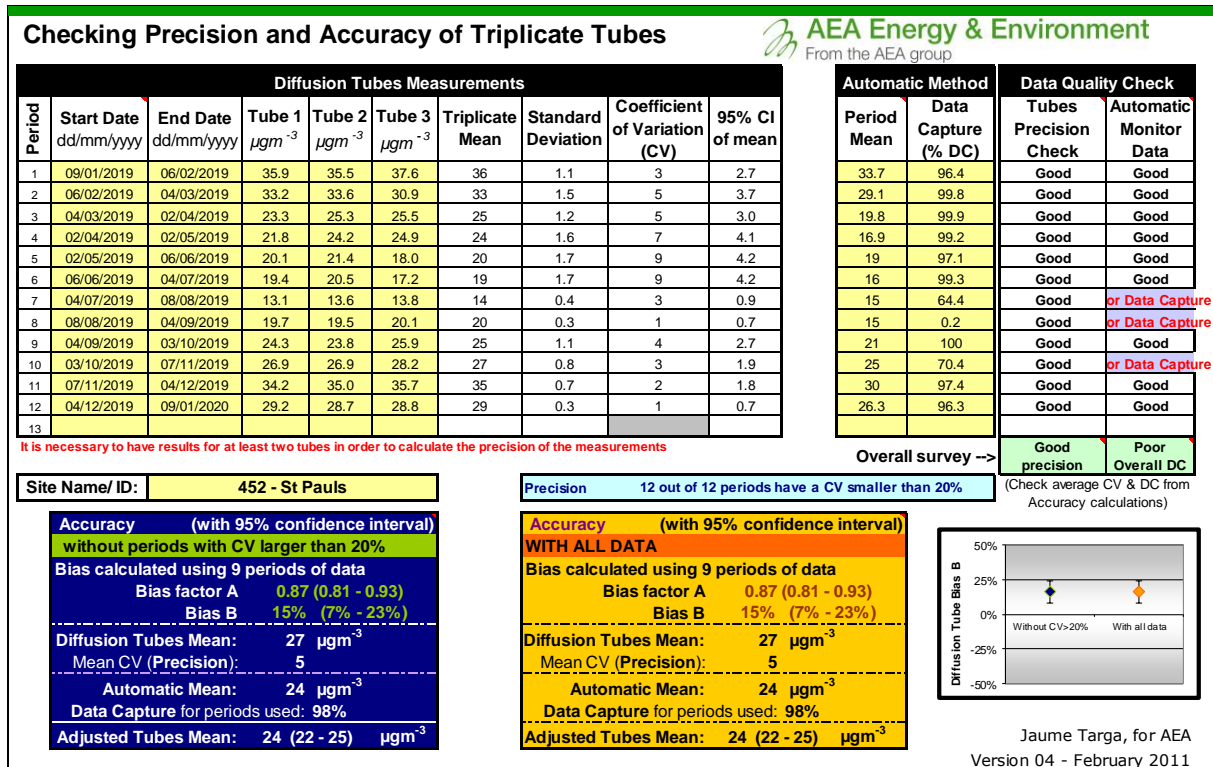 Checking Precision and Accuracy of Triplicate Tubes
AEA Energy & Environment
From the AEA group
Diffusion Tubes Measurements
Automatic Method
Data Quality Check
Period
Start Date dd/mm/yyyy
End Date dd/mm/yyyy
Tube 1 µgm -3
Tube 2 µgm -3
Tube 3 µgm -3
Triplicate Mean
Standard Deviation
Coefficient of Variation (CV)
95% CI of mean
Period Mean
Data Capture (% DC)
Tubes Precision Check
Automatic Monitor Data
1 09/01/2019 06/02/2019 35.9 35.5 37.6 36 1.1 3 2.7 33.7 96.4 Good Good
2 06/02/2019 04/03/2019 33.2 33.6 30.9 33 1.5 5 3.7 29.1 99.8 Good Good
3 04/03/2019 02/04/2019 23.3 25.3 25.5 25 1.2 5 3.0 19.8 99.9 Good Good
4 02/04/2019 02/05/2019 21.8 24.2 24.9 24 1.6 7 4.1 16.9 99.2 Good Good
5 02/05/2019 06/06/2019 20.1 21.4 18.0 20 1.7 9 4.2 19 97.1 Good Good
6 06/06/2019 04/07/2019 19.4 20.5 17.2 19 1.7 9 4.2 16 99.3 Good Good
7 04/07/2019 08/08/2019 13.1 13.6 13.8 14 0.4 3 0.9 15 64.4 Good or Data Capture
8 08/08/2019 04/09/2019 19.7 19.5 20.1 20 0.3 1 0.7 15 0.2 Good or Data Capture
9 04/09/2019 03/10/2019 24.3 23.8 25.9 25 1.1 4 2.7 21 100 Good Good
10 03/10/2019 07/11/2019 26.9 26.9 28.2 27 0.8 3 1.9 25 70.4 Good or Data Capture
11 07/11/2019 04/12/2019 34.2 35.0 35.7 35 0.7 2 1.8 30 97.4 Good Good
12 04/12/2019 09/01/2020 29.2 28.7 28.8 29 0.3 1 0.7 26.3 96.3 Good Good
13
It is necessary to have results for at least two tubes in order to calculate the precision of the measurements
Overall survey -->
Good precision
Poor Overall DC
Site Name/ ID: 452 - St Pauls
Precision 12 out of 12 periods have a CV smaller than 20%
(Check average CV & DC from
Accuracy calculations)
Accuracy (with 95% confidence interval)
without periods with CV larger than 20%
Bias calculated using 9 periods of data
Bias factor A 0.87 (0.81 - 0.93)
Bias B 15% (7% - 23%)
Diffusion Tubes Mean: 27 µgm-3
Mean CV (Precision): 5
Automatic Mean: 24 µgm-3
Data Capture for periods used: 98%
Adjusted Tubes Mean: 24 (22 - 25) µgm-3
Accuracy (with 95% confidence interval)
WITH ALL DATA
Bias calculated using 9 periods of data
Bias factor A 0.87 (0.81 - 0.93)
Bias B 15% (7% - 23%)
Diffusion Tubes Mean: 27 µgm-3
Mean CV (Precision): 5
Automatic Mean: 24 µgm-3
Data Capture for periods used: 98%
Adjusted Tubes Mean: 24 (22 - 25) µgm-3
Diffusion Tube Bias B
50%
25%
0%
-25%
-50%
Without CV>20%
With all data
Jaume Targa, for AEA
Version 04 - February 2011